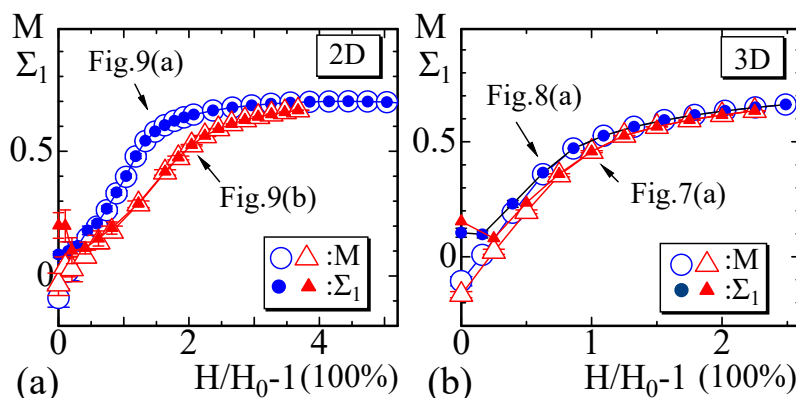 M
Σ₁
2D
Fig.9(a)
0.5
Fig.9(b)
:M
:Σ₁
0
0 2 4
(a)
H/H₀-1 (100%)
M
Σ₁
3D
Fig.8(a)
0.5
Fig.7(a)
:M
:Σ₁
0
0 1 2
(b)
H/H₀-1 (100%)